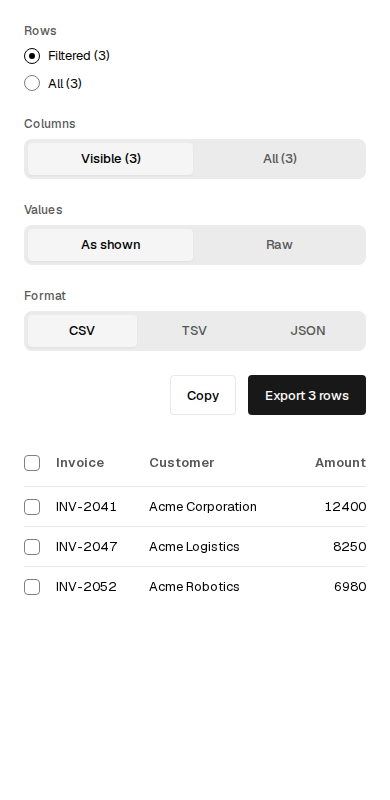 Rows
Filtered (3)
All (3)
Columns
Visible (3) All (3)
Values
As shown Raw
Format
CSV TSV JSON
Copy Export 3 rows
Invoice Customer Amount
INV-2041 Acme Corporation 12400
INV-2047 Acme Logistics 8250
INV-2052 Acme Robotics 6980